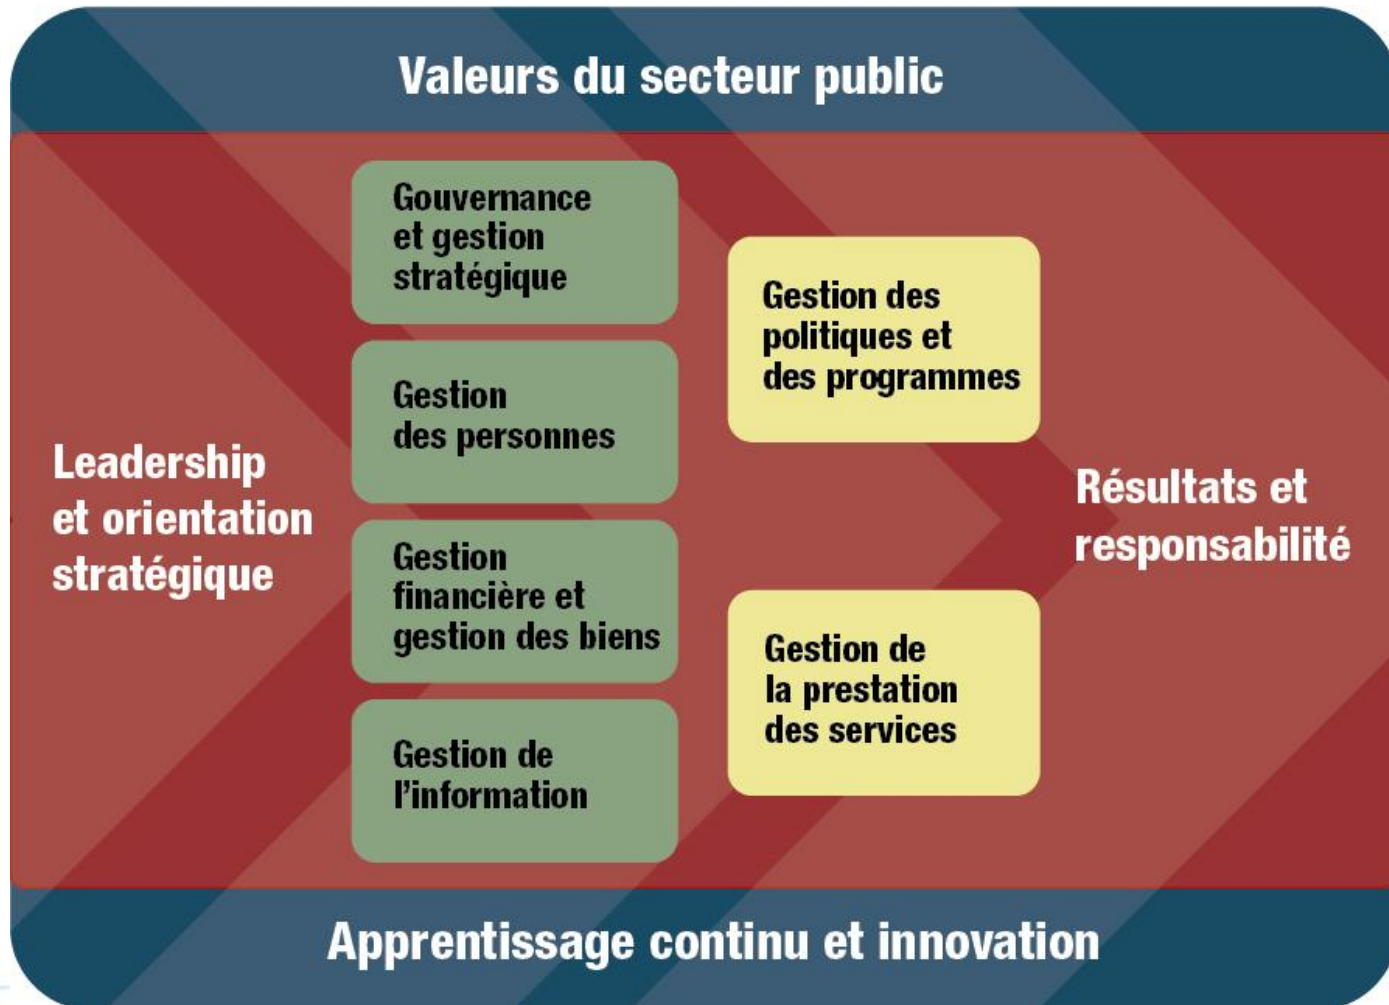 Valeurs du secteur public
Leadership
et orientation
stratégique
Gouvernance
et gestion
stratégique
Gestion
des personnes
Gestion
financière et
gestion des biens
Gestion de
l’information
Gestion des
politiques et
des programmes
Gestion de
la prestation
des services
Résultats et
responsabilité
Apprentissage continu et innovation